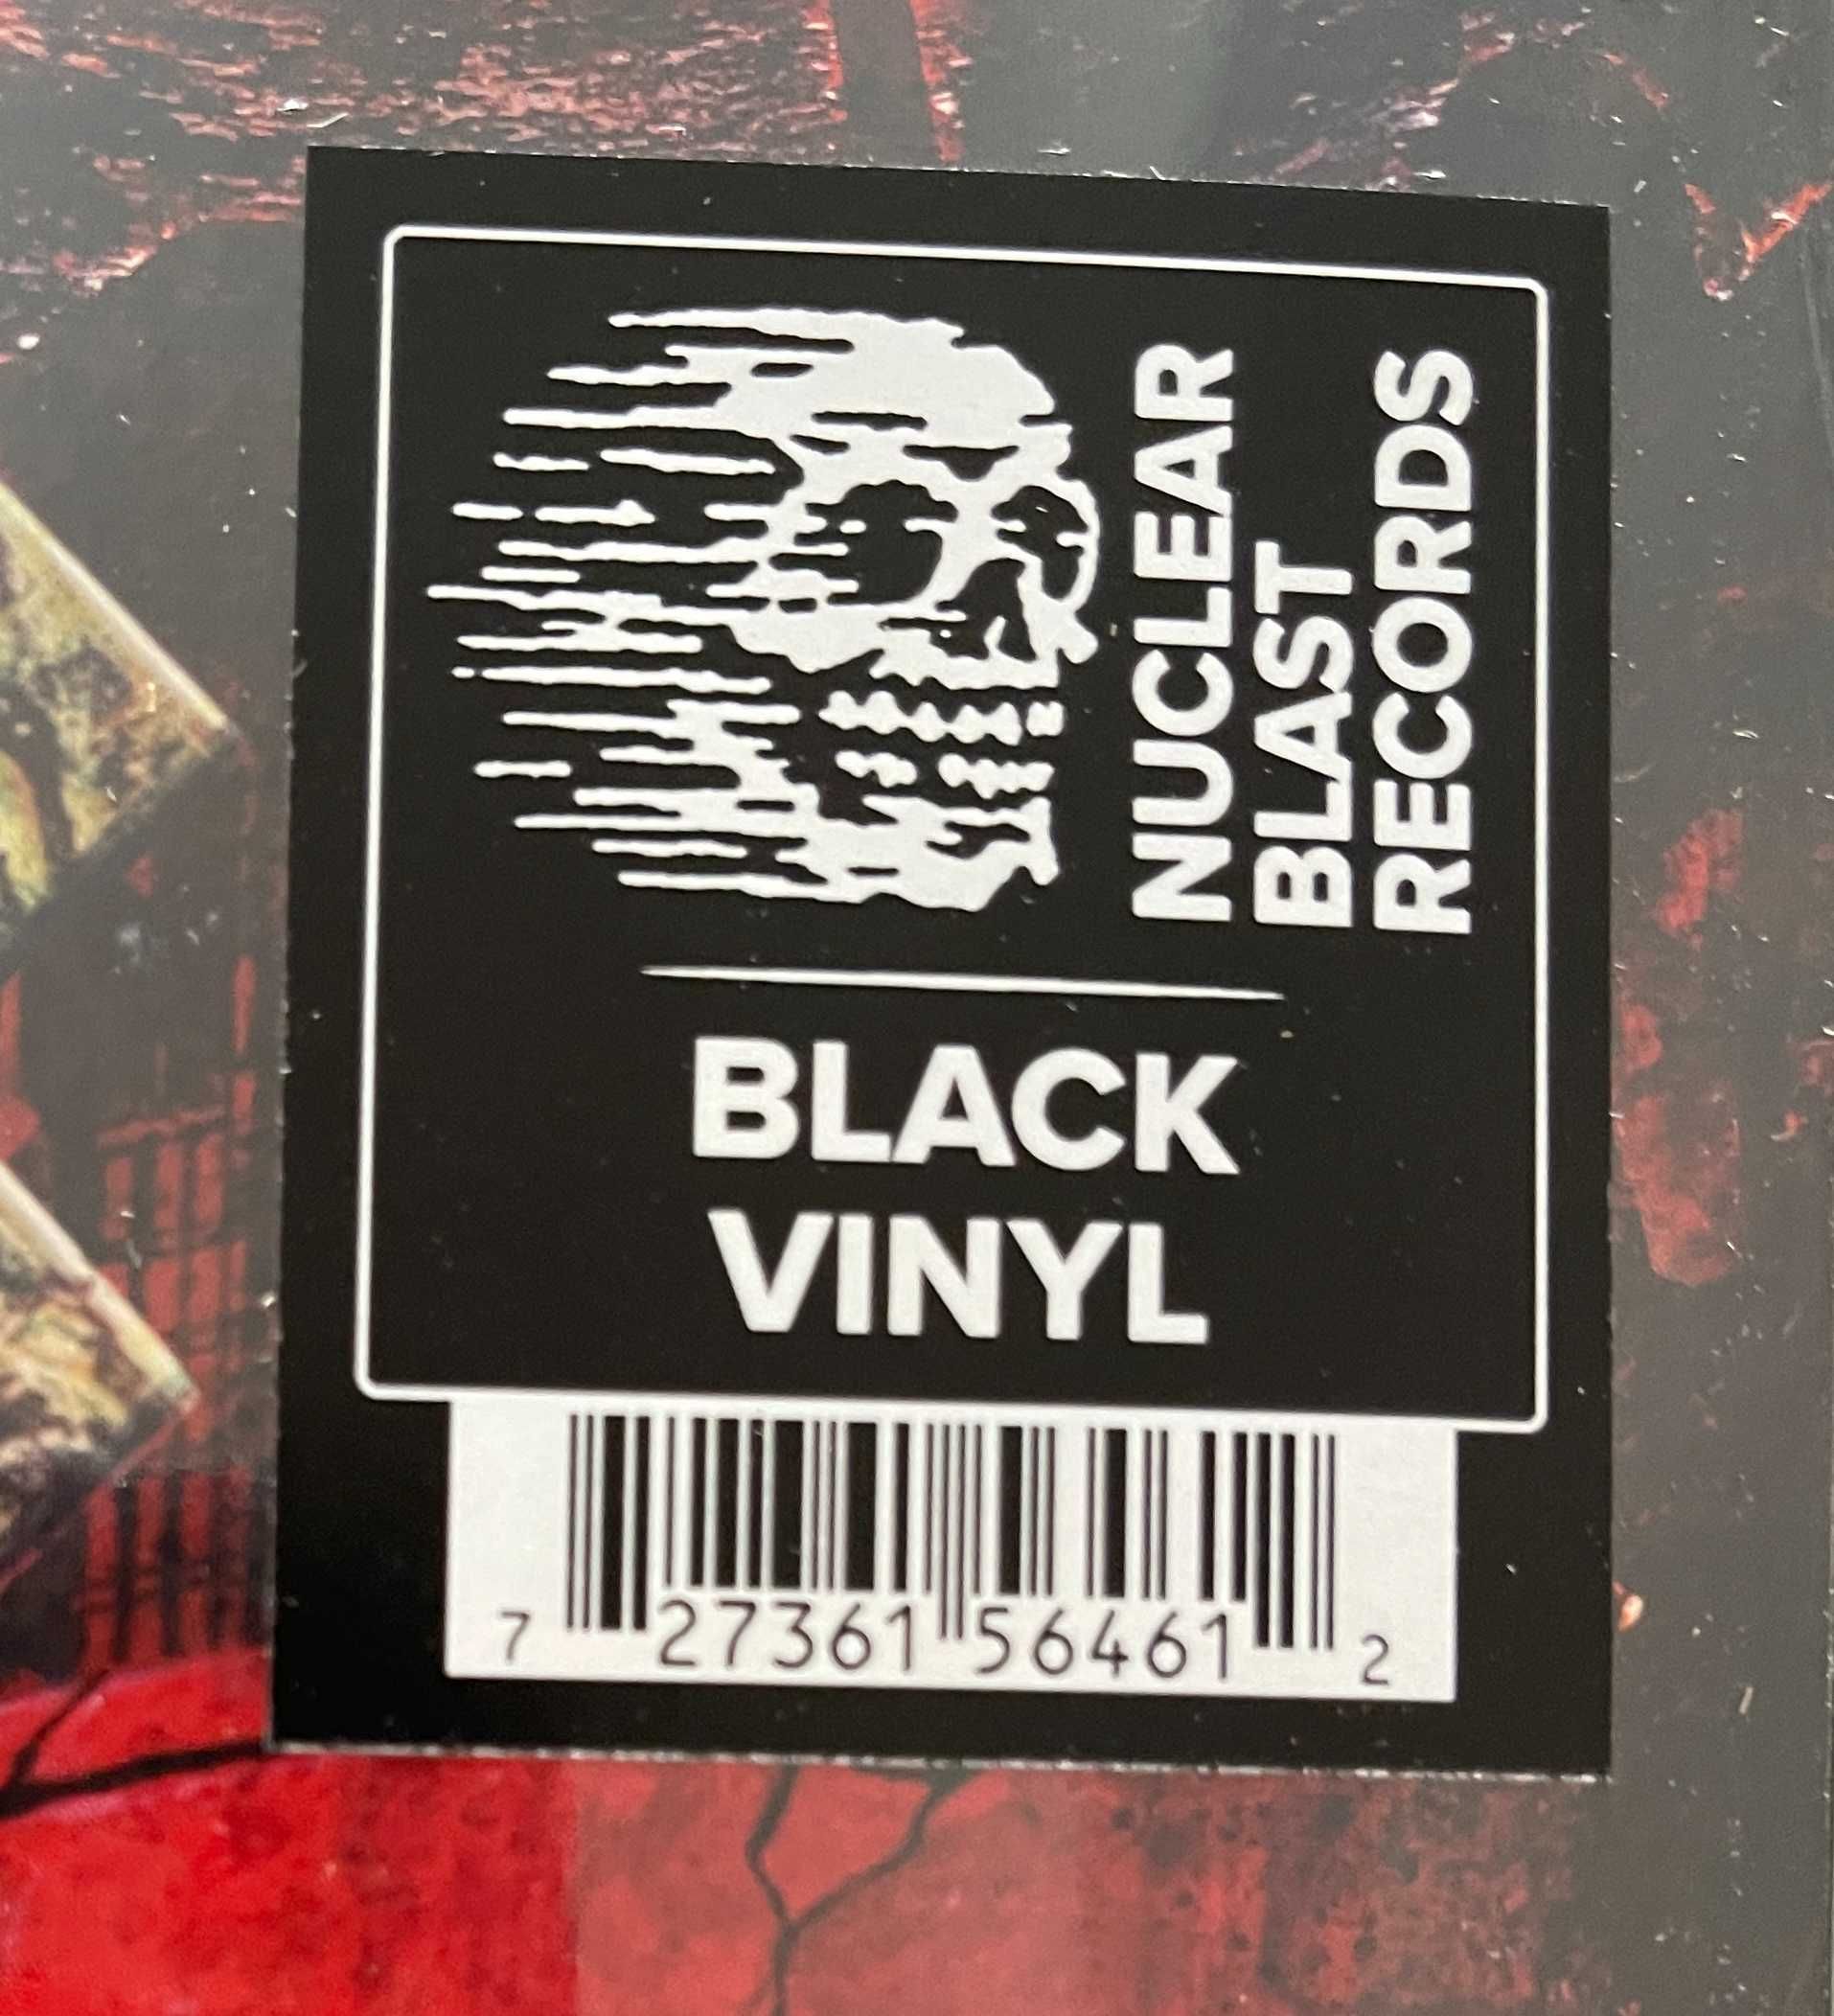 NUCLEAR
BLAST
RECORDS
BLACK
VINYL
7 27361 56461 2